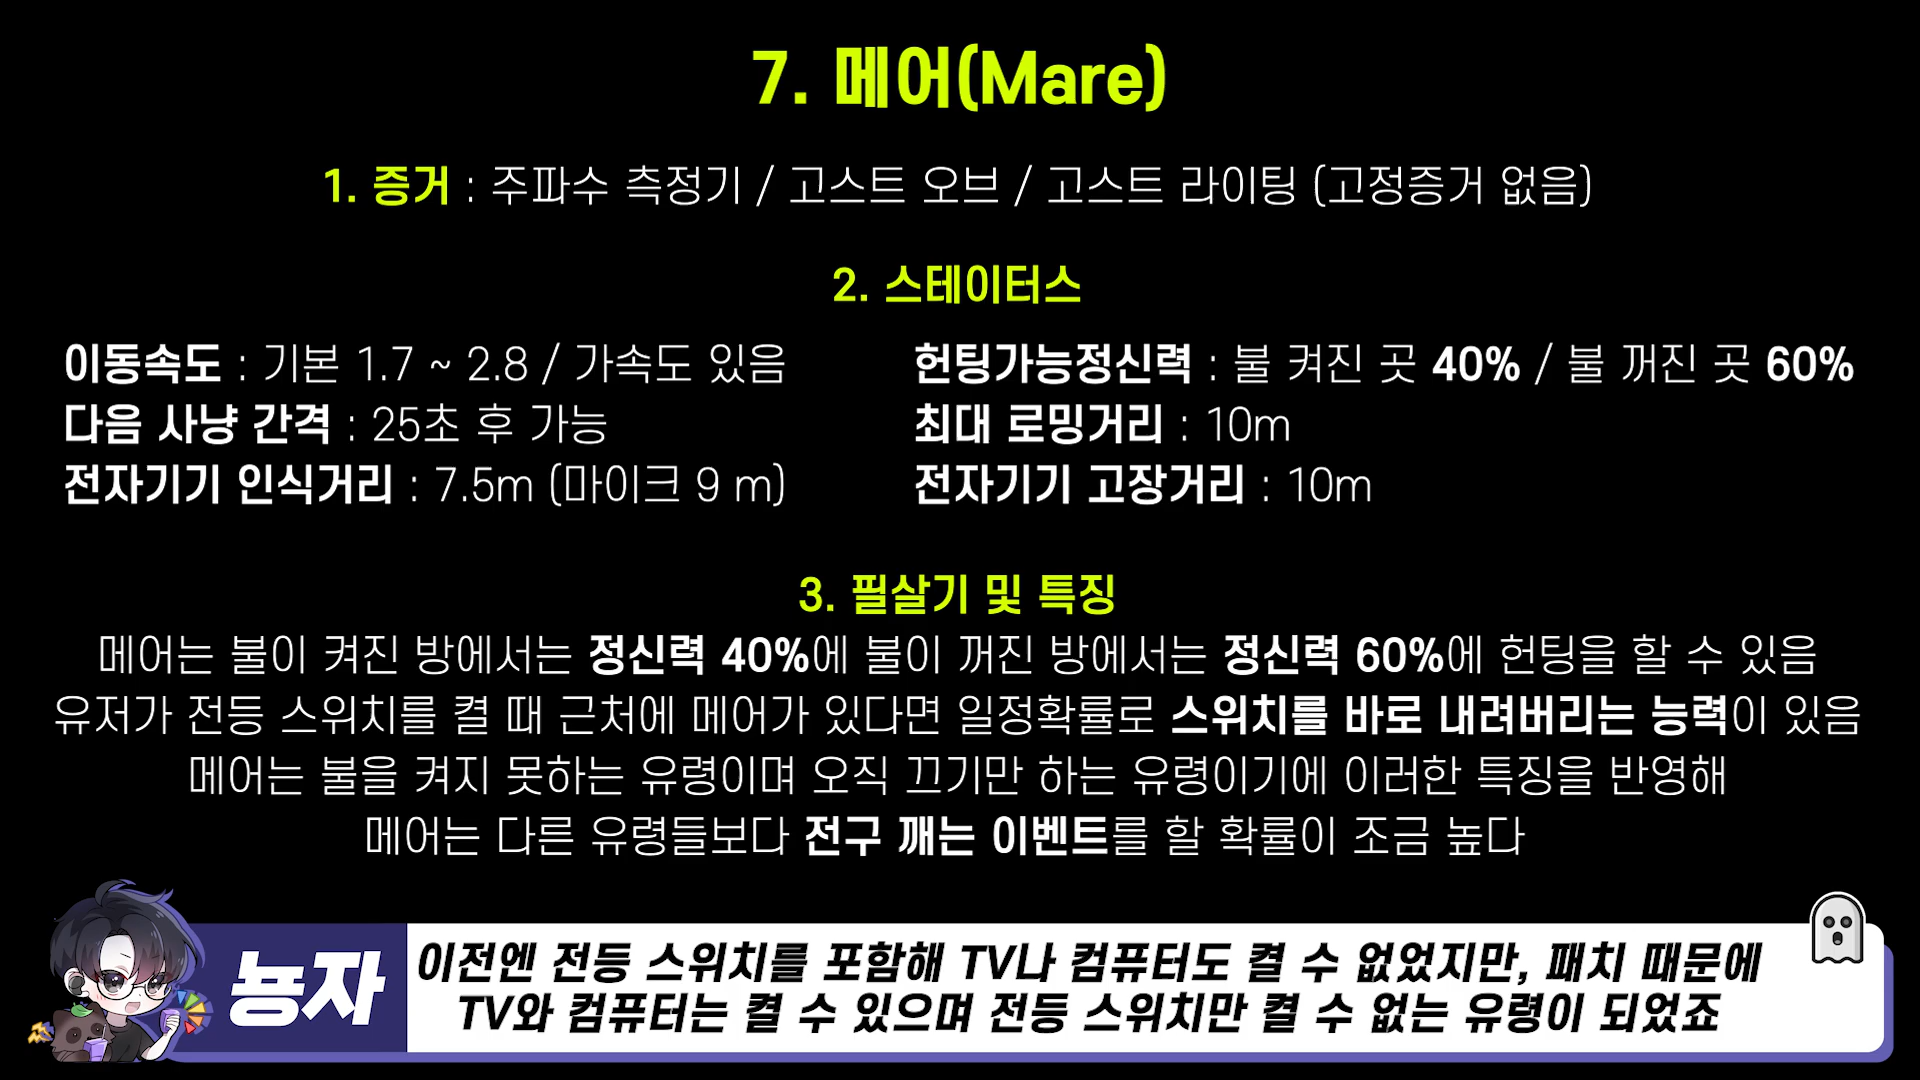 7. 메어(Mare)
1. 증거 : 주파수 측정기 / 고스트 오브 / 고스트 라이팅 (고정증거 없음)
2. 스테이터스
이동속도 : 기본 1.7 ~ 2.8 / 가속도 있음
다음 사냥 간격 : 25초 후 가능
전자기기 인식거리 : 7.5m (마이크 9 m)
헌팅가능정신력 : 불 켜진 곳 40% / 불 꺼진 곳 60%
최대 로밍거리 : 10m
전자기기 고장거리 : 10m
3. 필살기 및 특징
메어는 불이 켜진 방에서는 정신력 40%에 불이 꺼진 방에서는 정신력 60%에 헌팅을 할 수 있음
유저가 전등 스위치를 켤 때 근처에 메어가 있다면 일정확률로 스위치를 바로 내려버리는 능력이 있음
메어는 불을 켜지 못하는 유령이며 오직 끄기만 하는 유령이기에 이러한 특징을 반영해
메어는 다른 유령들보다 전구 깨는 이벤트를 할 확률이 조금 높다
뇽자
이전엔 전등 스위치를 포함해 TV나 컴퓨터도 켤 수 없었지만, 패치 때문에
TV와 컴퓨터는 켤 수 있으며 전등 스위치만 켤 수 없는 유령이 되었죠